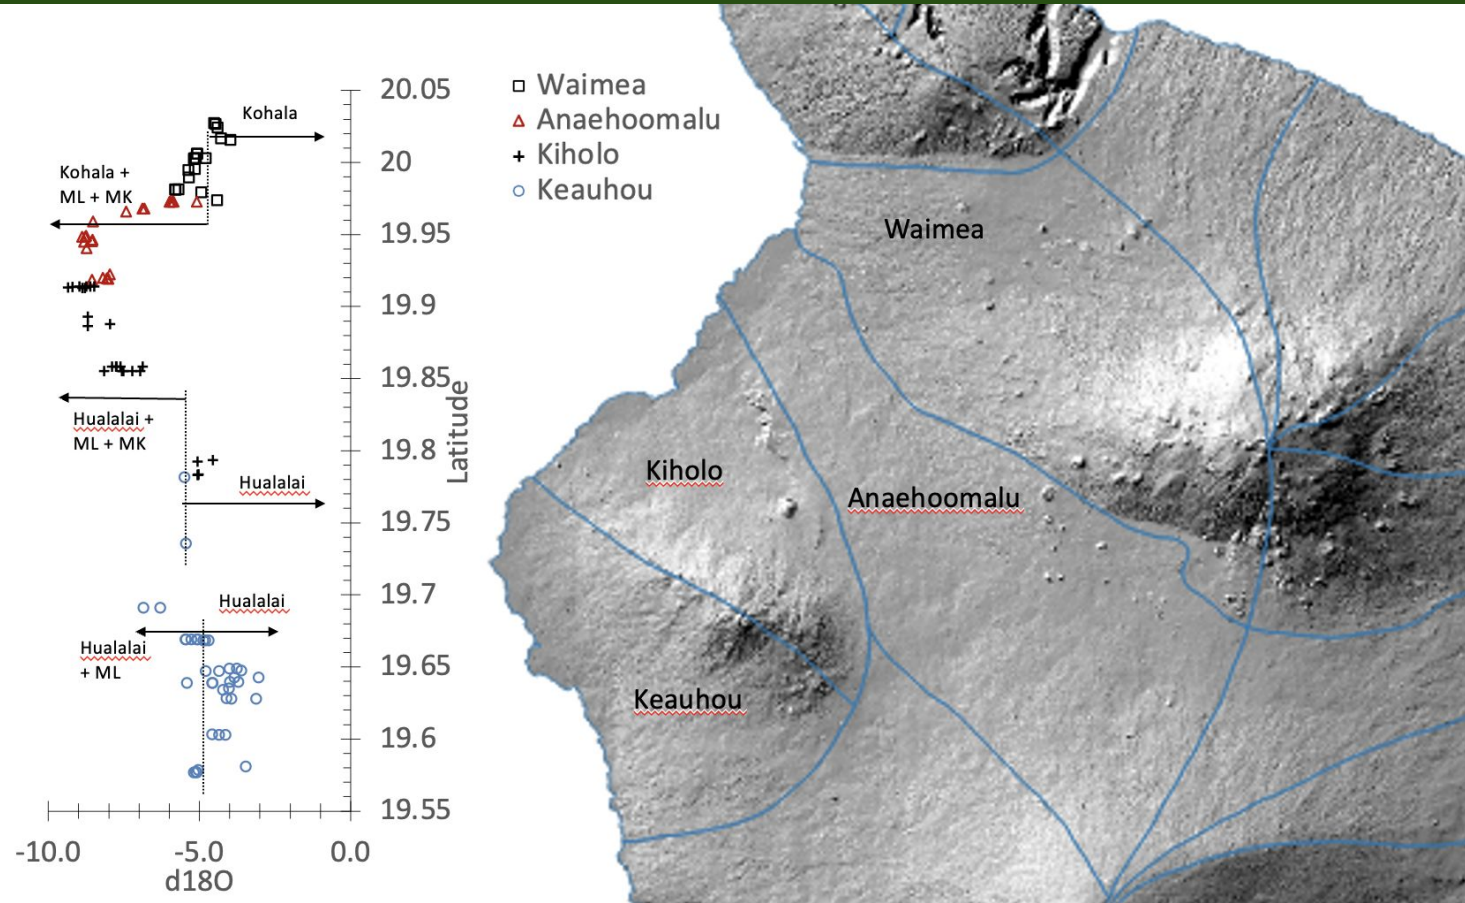 Waimea
Anaehoomalu
Kiholo
Keauhou
20.05
20
19.95
19.9
19.85
19.8
19.75
19.7
19.65
19.6
19.55
Latitude
-10.0
-5.0
0.0
d18O
Kohala
Kohala +
ML + MK
Hualalai +
ML + MK
Hualalai
Hualalai
Hualalai
+ ML
Waimea
Kiholo
Anaehoomalu
Keauhou